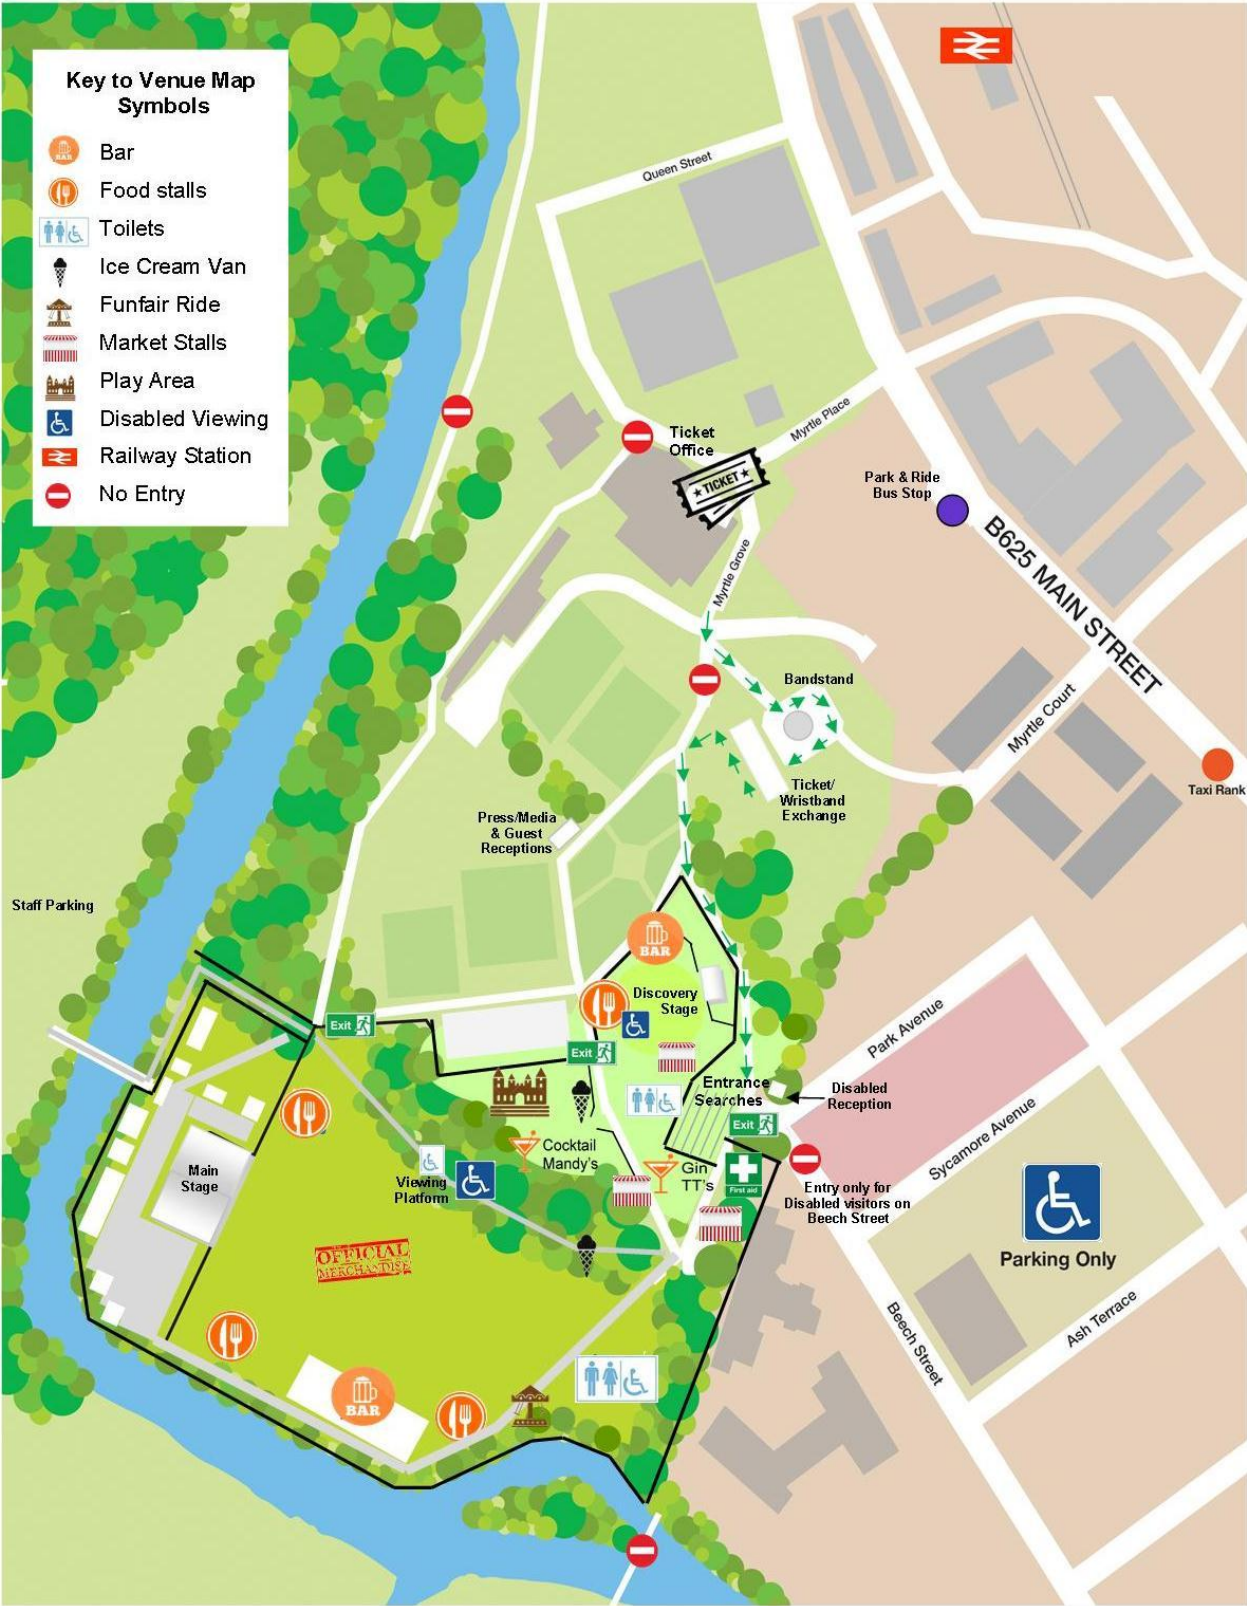 Key to Venue Map
Symbols
BAR
Bar
Food stalls
Toilets
Ice Cream Van
Funfair Ride
Market Stalls
Play Area
Disabled Viewing
Railway Station
No Entry
Queen Street
Myrtle Place
Ticket
Office
★ TICKET ★
Park & Ride
Bus Stop
B625 MAIN STREET
Myrtle Grove
Bandstand
Myrtle Court
Taxi Rank
Ticket/
Wristband
Exchange
Press/Media
& Guest
Receptions
Staff Parking
BAR
Discovery
Stage
Exit
Exit
Park Avenue
Entrance
Searches
Disabled
Reception
Exit
Sycamore Avenue
Cocktail
Mandy's
Gin
TT's
First aid
Main
Stage
Viewing
Platform
Entry only for
Disabled visitors on
Beech Street
Parking Only
OFFICIAL
MERCHANDISE
Beech Street
Ash Terrace
BAR